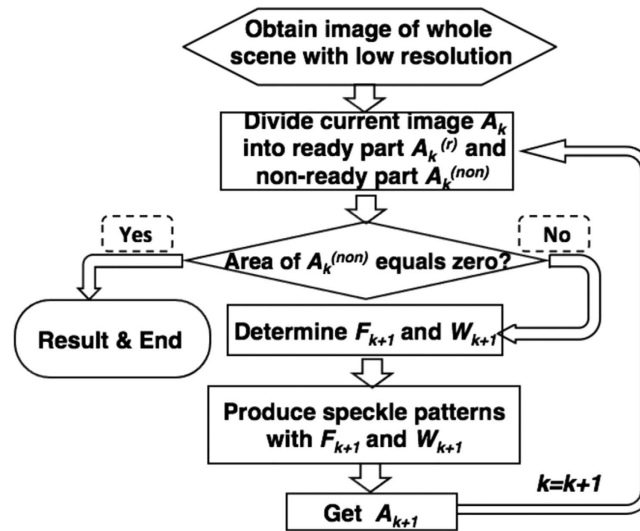 Obtain image of whole
scene with low resolution
Divide current image Aₖ
into ready part Aₖ⁽ʳ⁾ and
non-ready part Aₖ⁽ⁿᵒⁿ⁾
Yes
No
Area of Aₖ⁽ⁿᵒⁿ⁾ equals zero?
Result & End
Determine Fₖ₊₁ and Wₖ₊₁
Produce speckle patterns
with Fₖ₊₁ and Wₖ₊₁
k=k+1
Get Aₖ₊₁